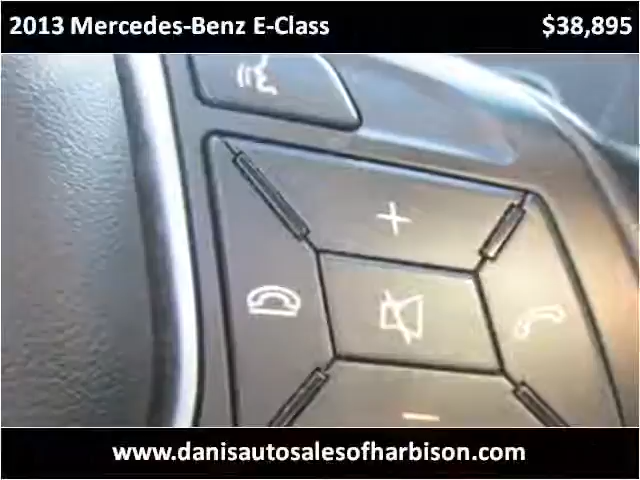 2013 Mercedes-Benz E-Class $38,895
+
-
www.danisautosalesofharbison.com